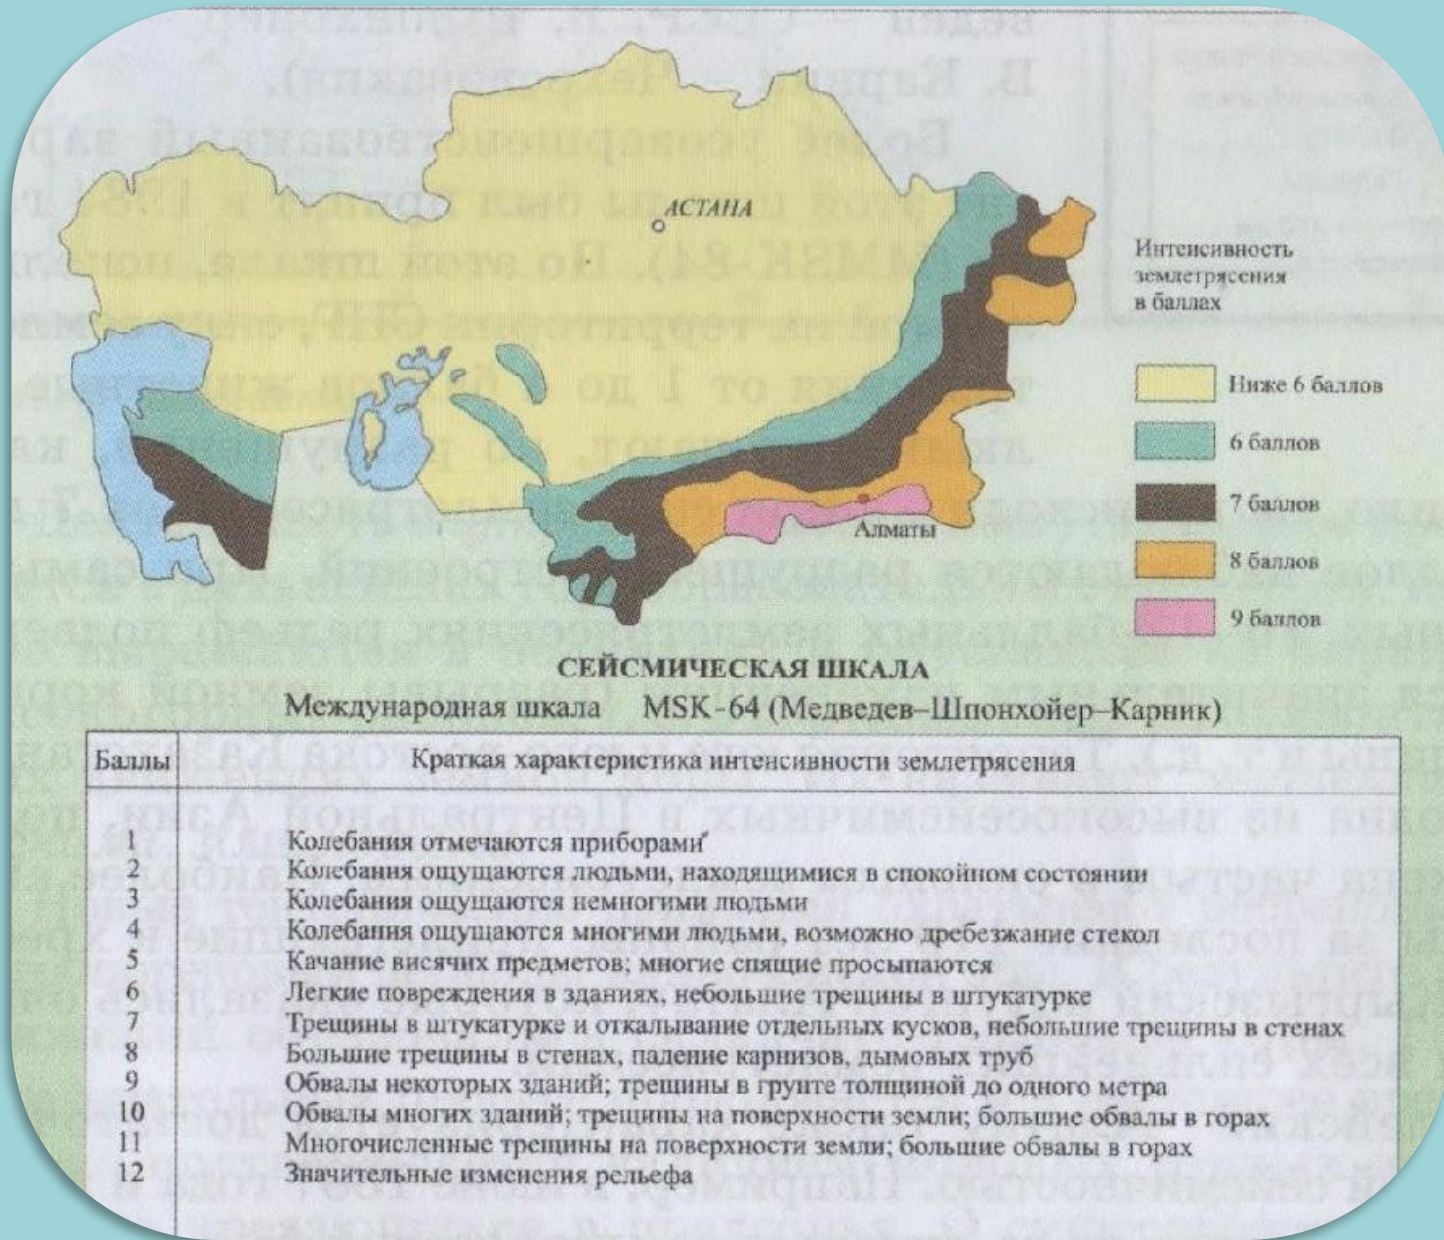 АСТАНА
Алматы
Интенсивность
землетрясения
в баллах
Ниже 6 баллов
6 баллов
7 баллов
8 баллов
9 баллов
СЕЙСМИЧЕСКАЯ ШКАЛА
Международная шкала MSK-64 (Медведев–Шпонхойер–Карник)
Баллы Краткая характеристика интенсивности землетрясения
1 Колебания отмечаются приборами
2 Колебания ощущаются людьми, находящимися в спокойном состоянии
3 Колебания ощущаются немногими людьми
4 Колебания ощущаются многими людьми, возможно дребезжание стекол
5 Качание висячих предметов; многие спящие просыпаются
6 Легкие повреждения в зданиях, небольшие трещины в штукатурке
7 Трещины в штукатурке и откалывание отдельных кусков, небольшие трещины в стенах
8 Большие трещины в стенах, падение карнизов, дымовых труб
9 Обвалы некоторых зданий; трещины в грунте толщиной до одного метра
10 Обвалы многих зданий; трещины на поверхности земли; большие обвалы в горах
11 Многочисленные трещины на поверхности земли; большие обвалы в горах
12 Значительные изменения рельефа